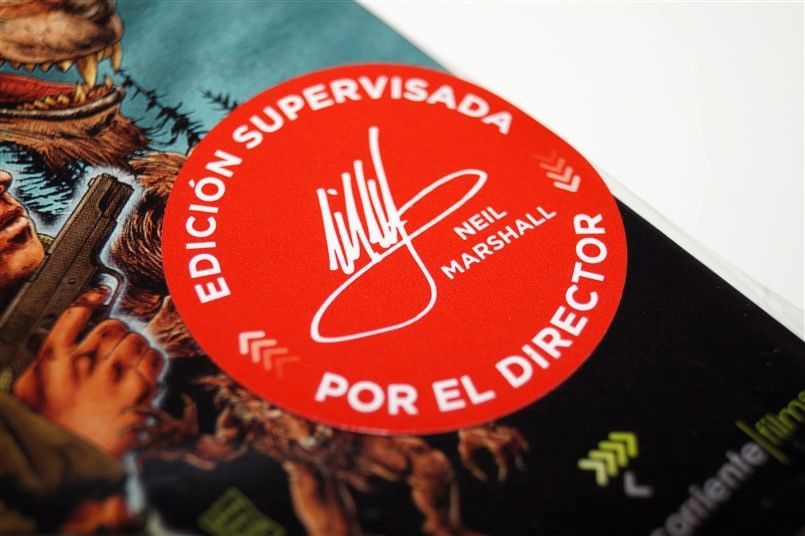 EDICIÓN SUPERVISADA
NEIL
MARSHALL
POR EL DIRECTOR